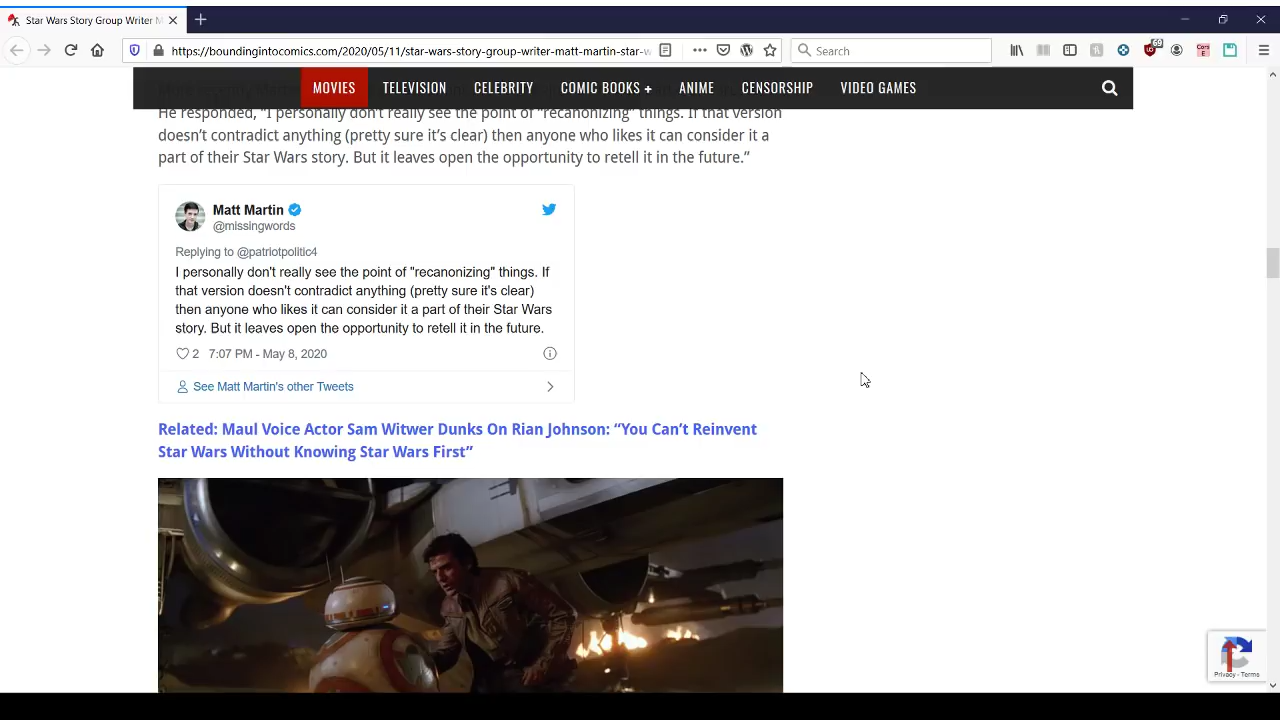 Star Wars Story Group Writer M
https://boundingintocomics.com/2020/05/11/star-wars-story-group-writer-matt-martin-star-w
Search
69
MOVIES TELEVISION CELEBRITY COMIC BOOKS + ANIME CENSORSHIP VIDEO GAMES
He responded, “I personally don’t really see the point of "recanonizing" things. If that version
doesn’t contradict anything (pretty sure it’s clear) then anyone who likes it can consider it a
part of their Star Wars story. But it leaves open the opportunity to retell it in the future.”
Matt Martin
@missingwords
Replying to @patriotpolitic4
I personally don't really see the point of "recanonizing" things. If
that version doesn't contradict anything (pretty sure it's clear)
then anyone who likes it can consider it a part of their Star Wars
story. But it leaves open the opportunity to retell it in the future.
2 7:07 PM - May 8, 2020
See Matt Martin's other Tweets
Related: Maul Voice Actor Sam Witwer Dunks On Rian Johnson: “You Can’t Reinvent
Star Wars Without Knowing Star Wars First”
Privacy - Terms